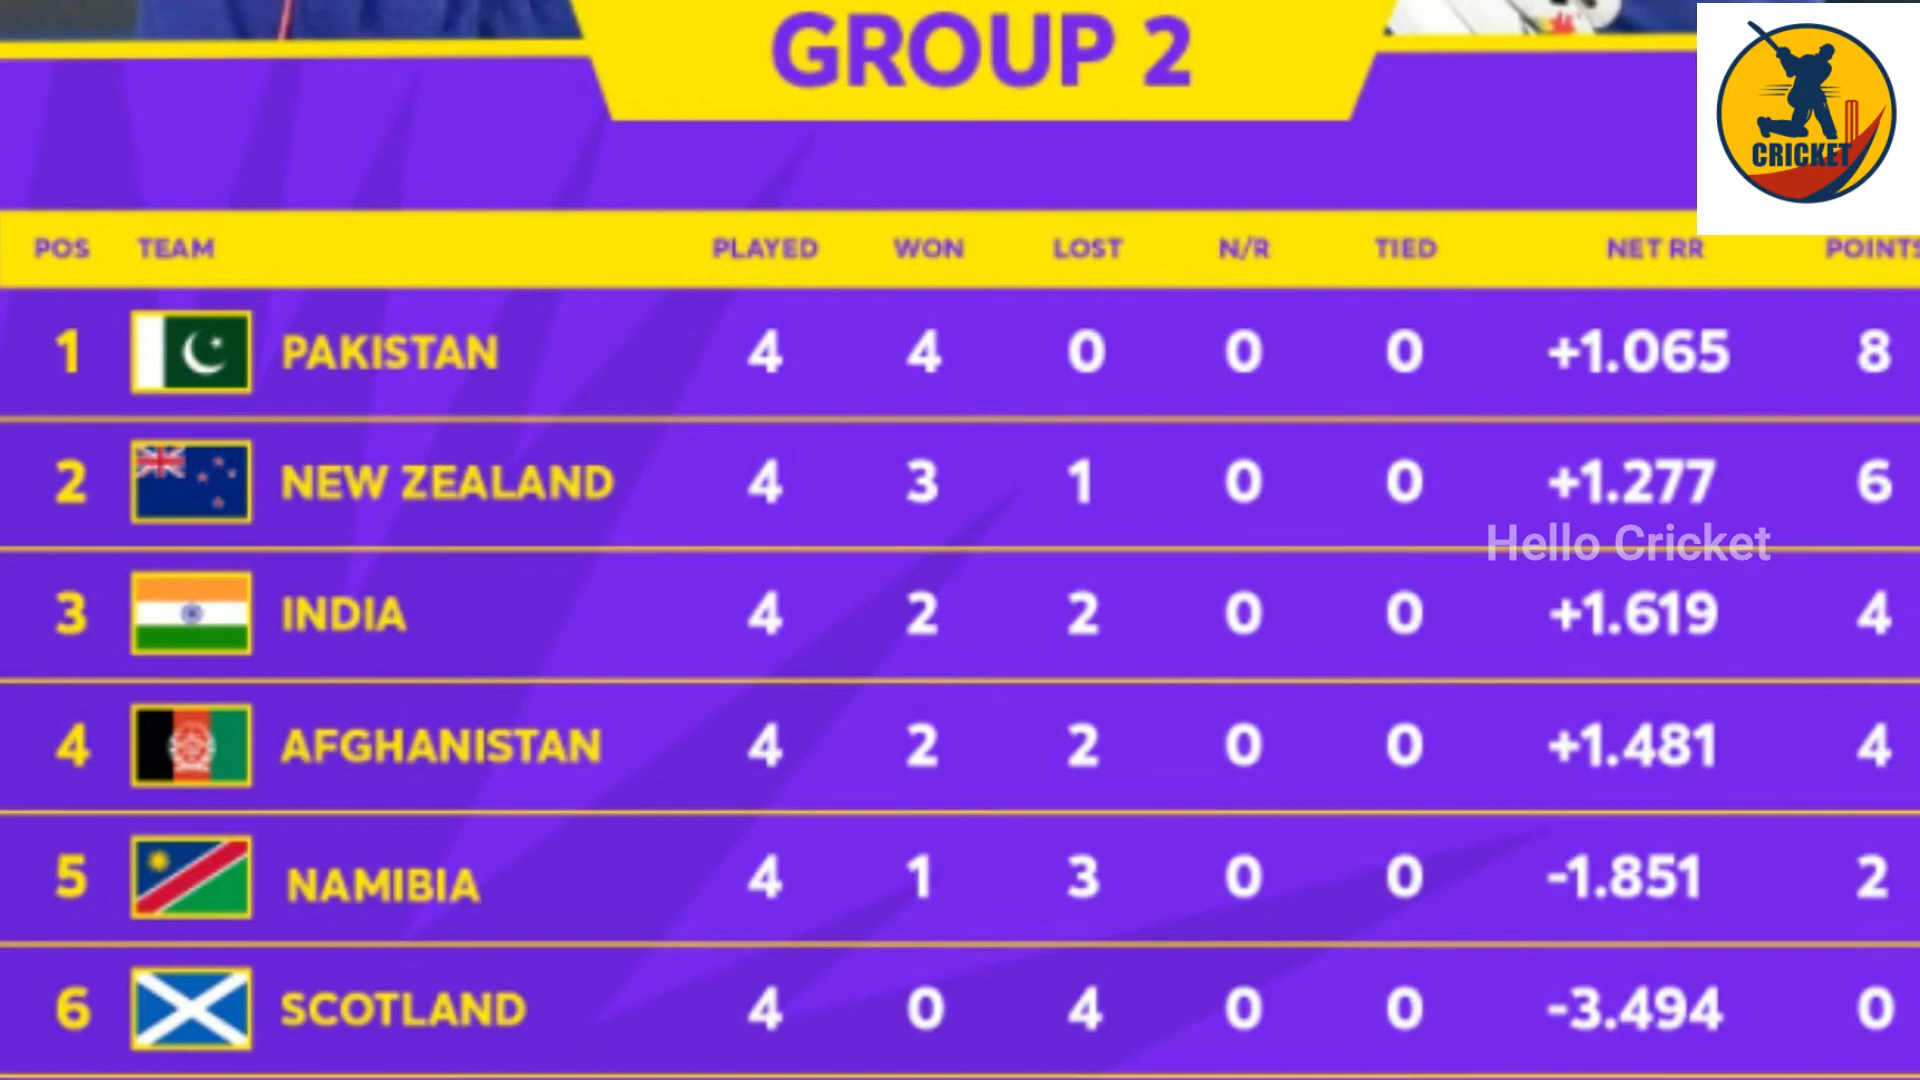 GROUP 2
CRICKET
POS TEAM PLAYED WON LOST N/R TIED NET RR POINTS
1 PAKISTAN 4 4 0 0 0 +1.065 8
2 NEW ZEALAND 4 3 1 0 0 +1.277 6
Hello Cricket
3 INDIA 4 2 2 0 0 +1.619 4
4 AFGHANISTAN 4 2 2 0 0 +1.481 4
5 NAMIBIA 4 1 3 0 0 -1.851 2
6 SCOTLAND 4 0 4 0 0 -3.494 0